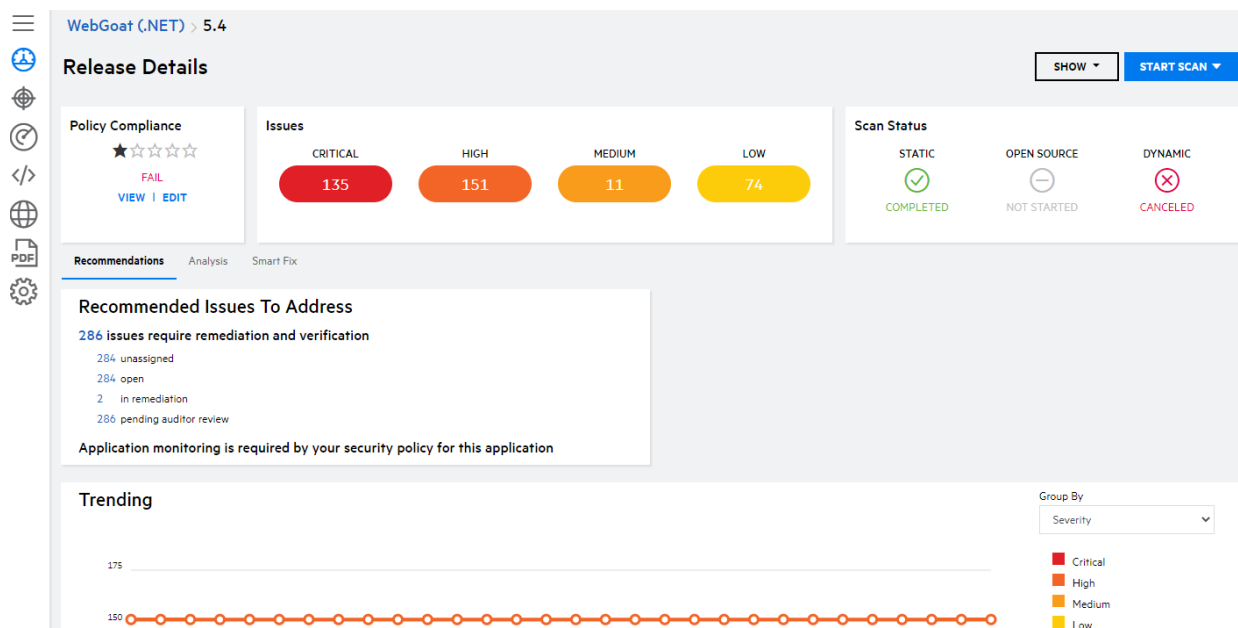 WebGoat (.NET) > 5.4
Release Details
SHOW
START SCAN
Policy Compliance
FAIL
VIEW | EDIT
Issues
CRITICAL HIGH MEDIUM LOW
135 151 11 74
Scan Status
STATIC OPEN SOURCE DYNAMIC
COMPLETED NOT STARTED CANCELED
PDF
Recommendations Analysis Smart Fix
Recommended Issues To Address
286 issues require remediation and verification
284 unassigned
284 open
2 in remediation
286 pending auditor review
Application monitoring is required by your security policy for this application
Trending
Group By
Severity
175
150
Critical
High
Medium
Low